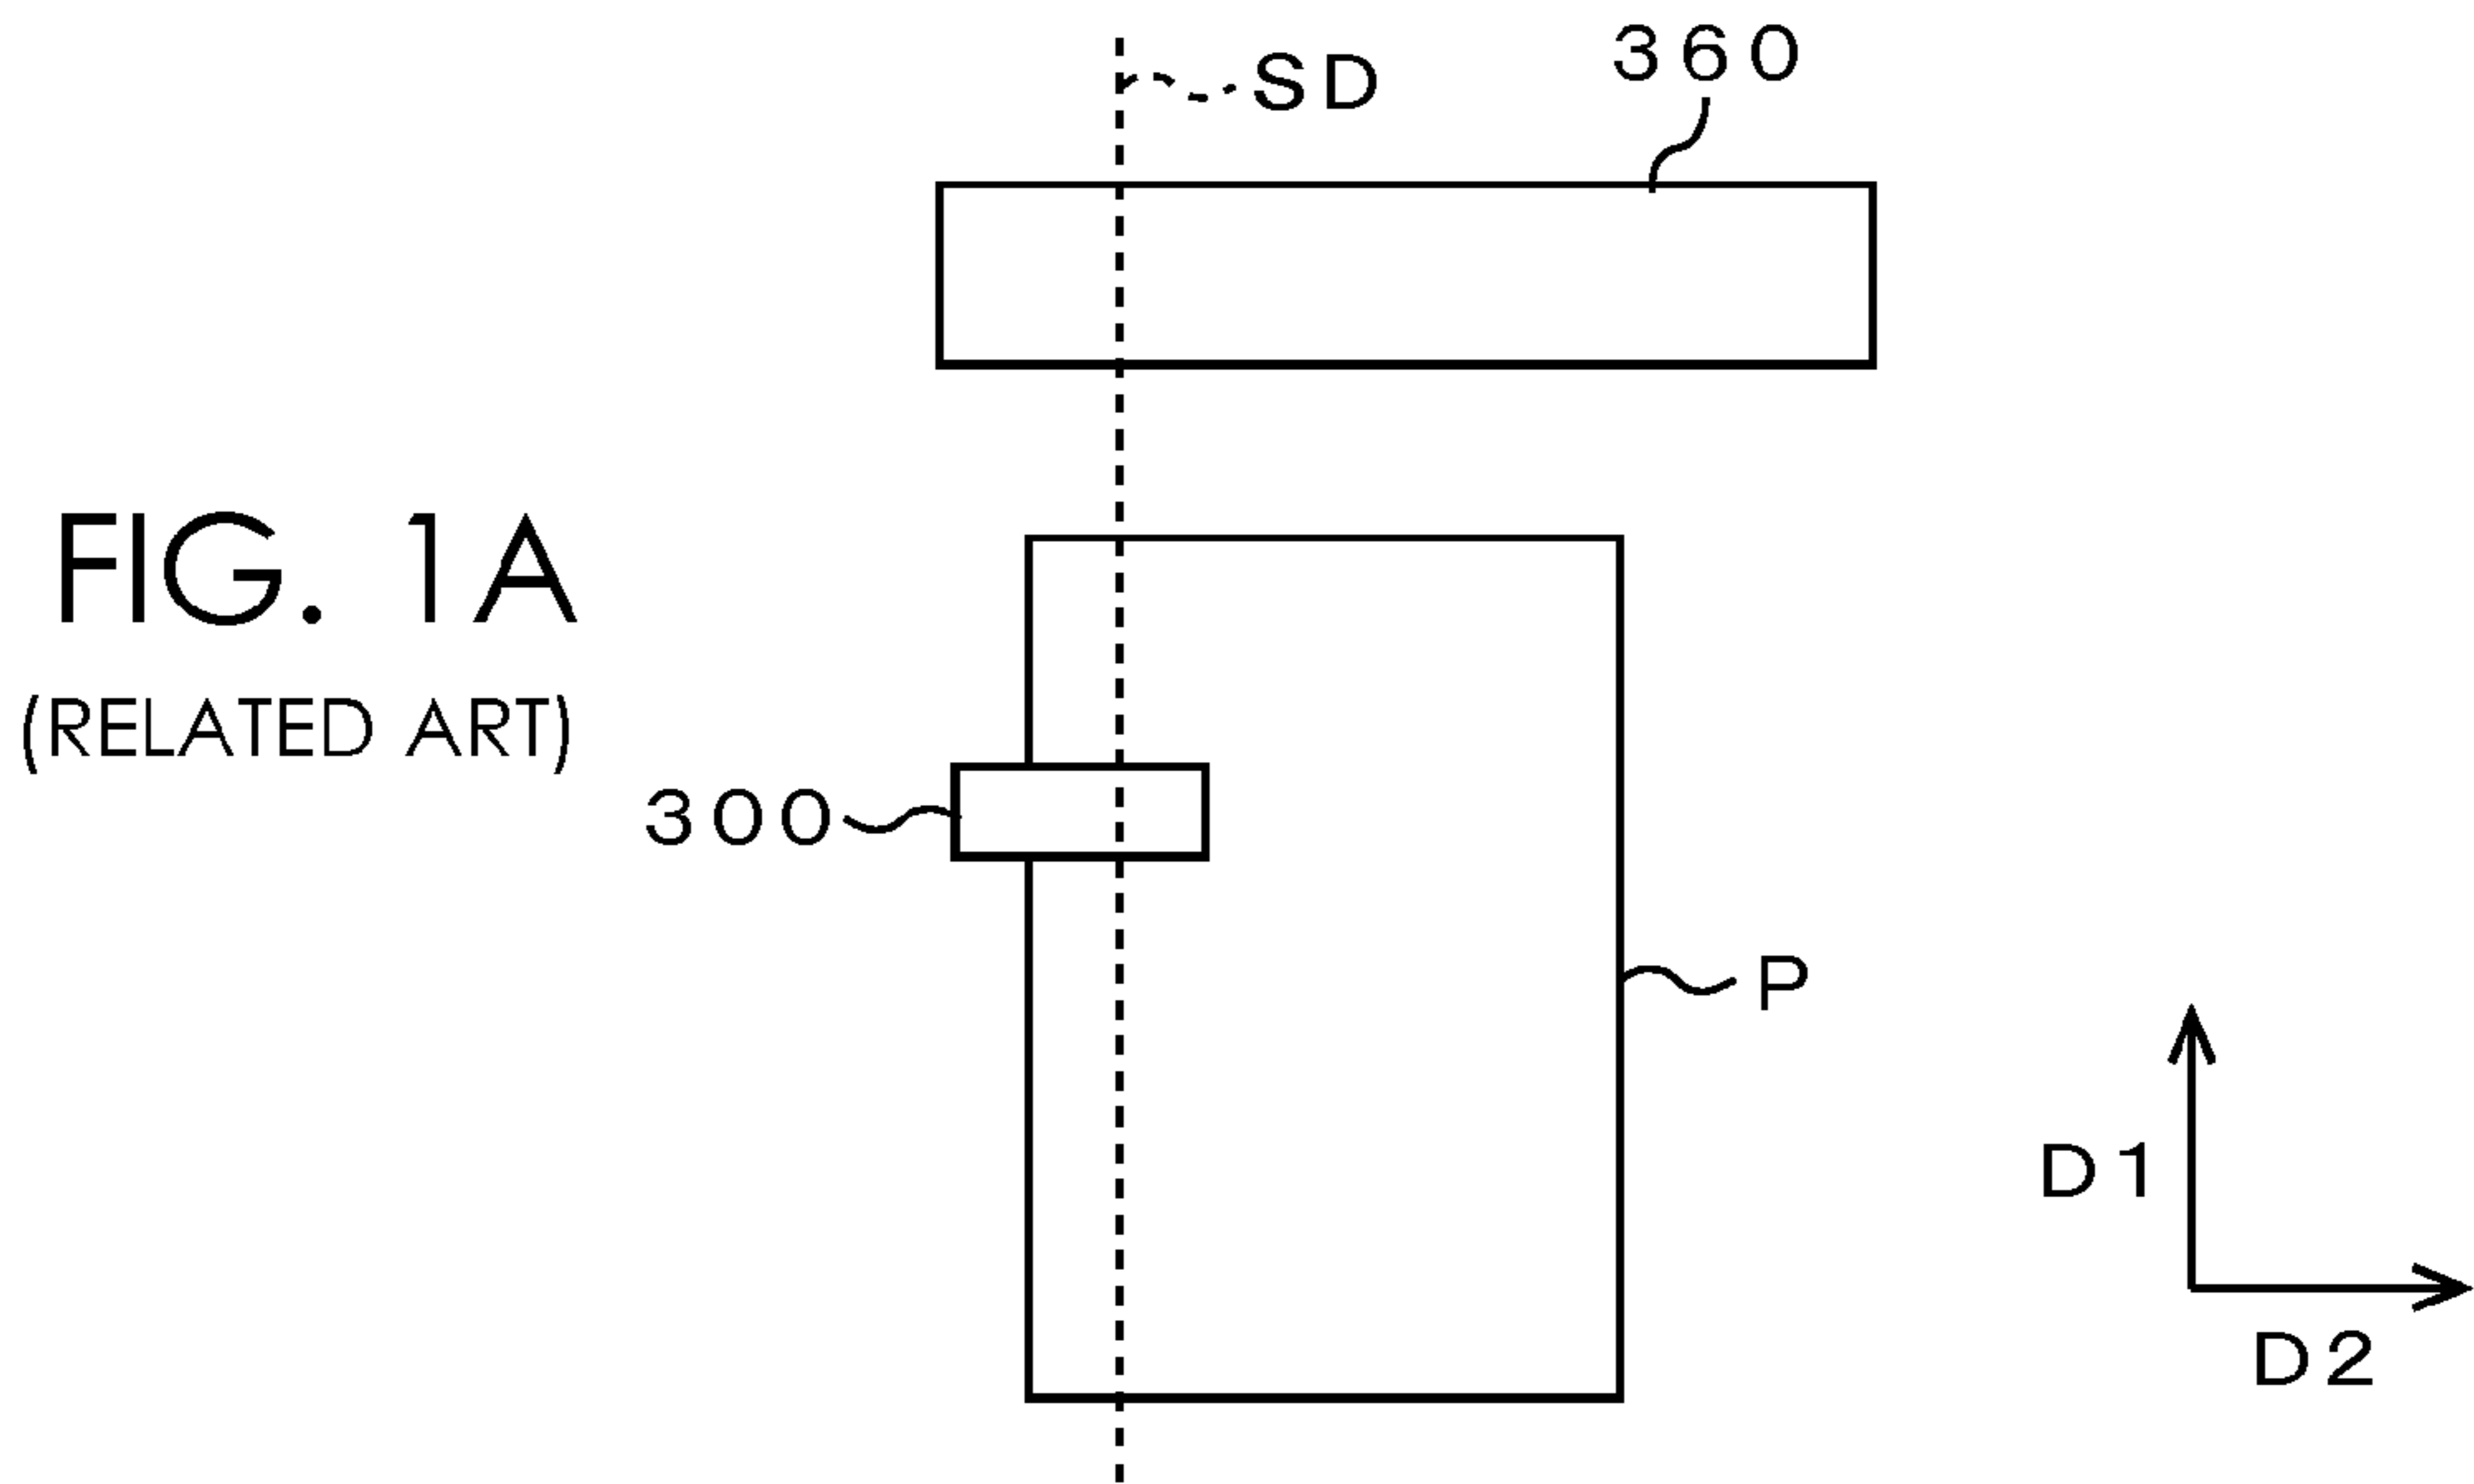 SD
360
FIG. 1A
(RELATED ART)
300
P
D1
D2